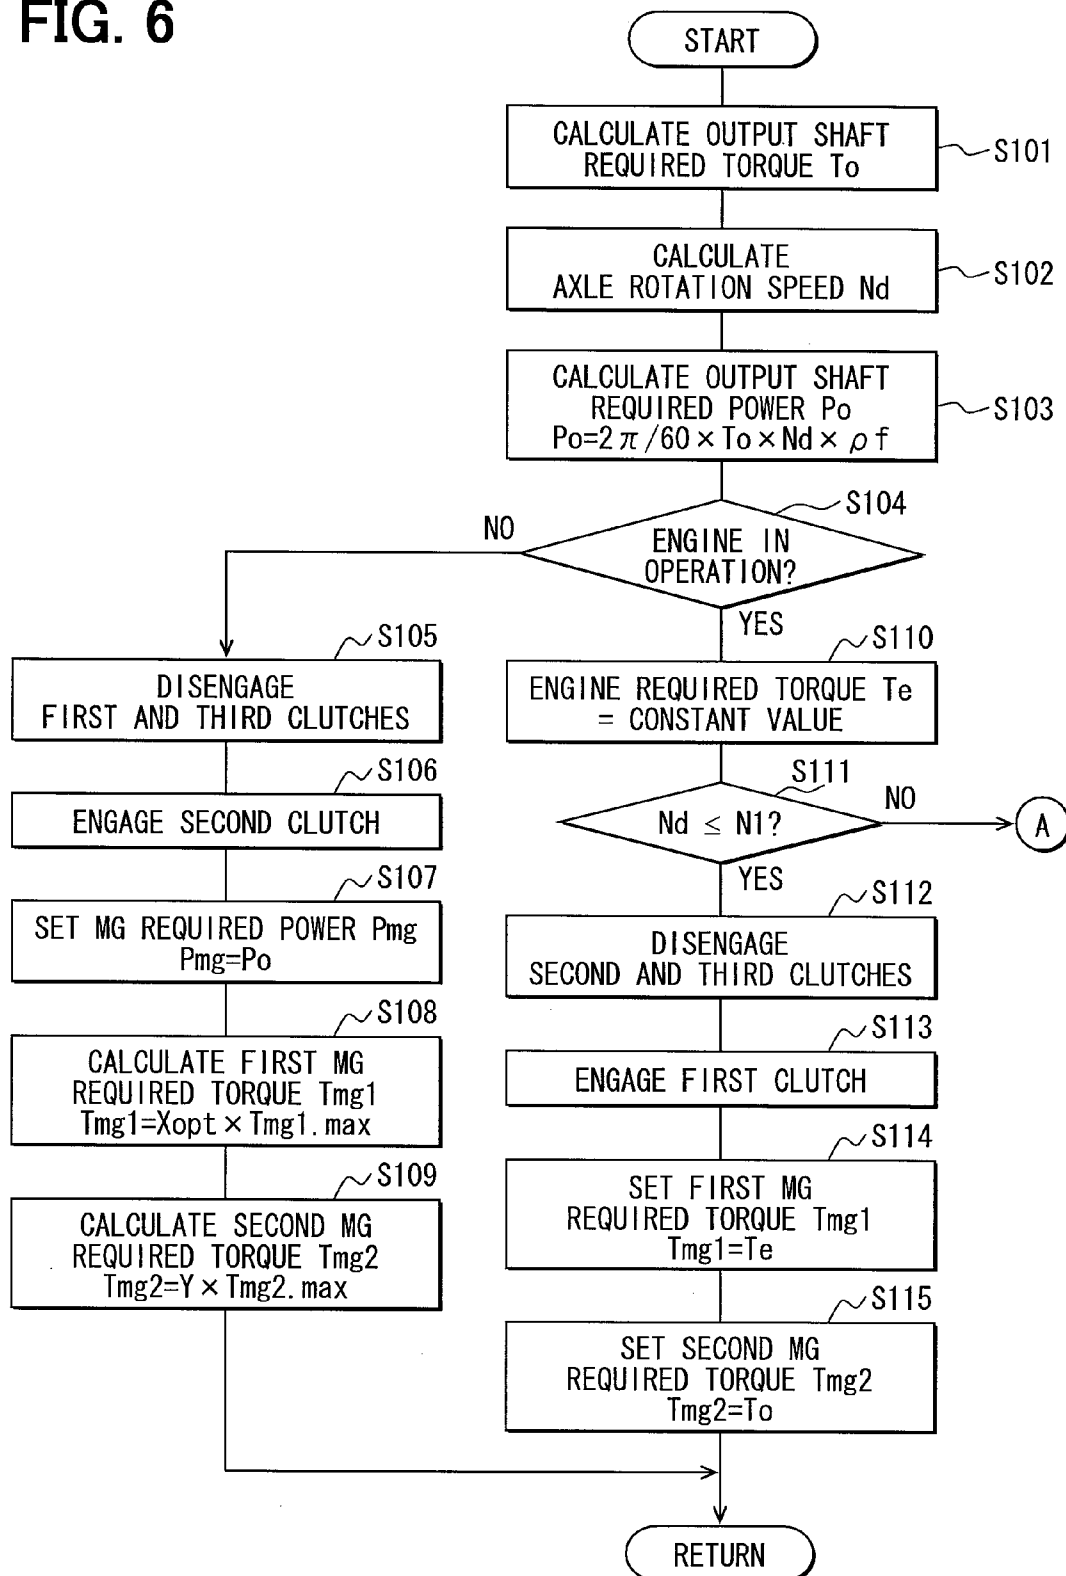 FIG. 6
START
CALCULATE OUTPUT SHAFT
REQUIRED TORQUE To
S101
CALCULATE
AXLE ROTATION SPEED Nd
S102
CALCULATE OUTPUT SHAFT
REQUIRED POWER Po
Po=2π/60×To×Nd×ρf
S103
S104
ENGINE IN
OPERATION?
NO
YES
S105
DISENGAGE
FIRST AND THIRD CLUTCHES
S106
ENGAGE SECOND CLUTCH
S107
SET MG REQUIRED POWER Pmg
Pmg=Po
S108
CALCULATE FIRST MG
REQUIRED TORQUE Tmg1
Tmg1=Xopt×Tmg1.max
S109
CALCULATE SECOND MG
REQUIRED TORQUE Tmg2
Tmg2=Y×Tmg2.max
S110
ENGINE REQUIRED TORQUE Te
= CONSTANT VALUE
S111
Nd ≤ N1?
NO
A
YES
S112
DISENGAGE
SECOND AND THIRD CLUTCHES
S113
ENGAGE FIRST CLUTCH
S114
SET FIRST MG
REQUIRED TORQUE Tmg1
Tmg1=Te
S115
SET SECOND MG
REQUIRED TORQUE Tmg2
Tmg2=To
RETURN